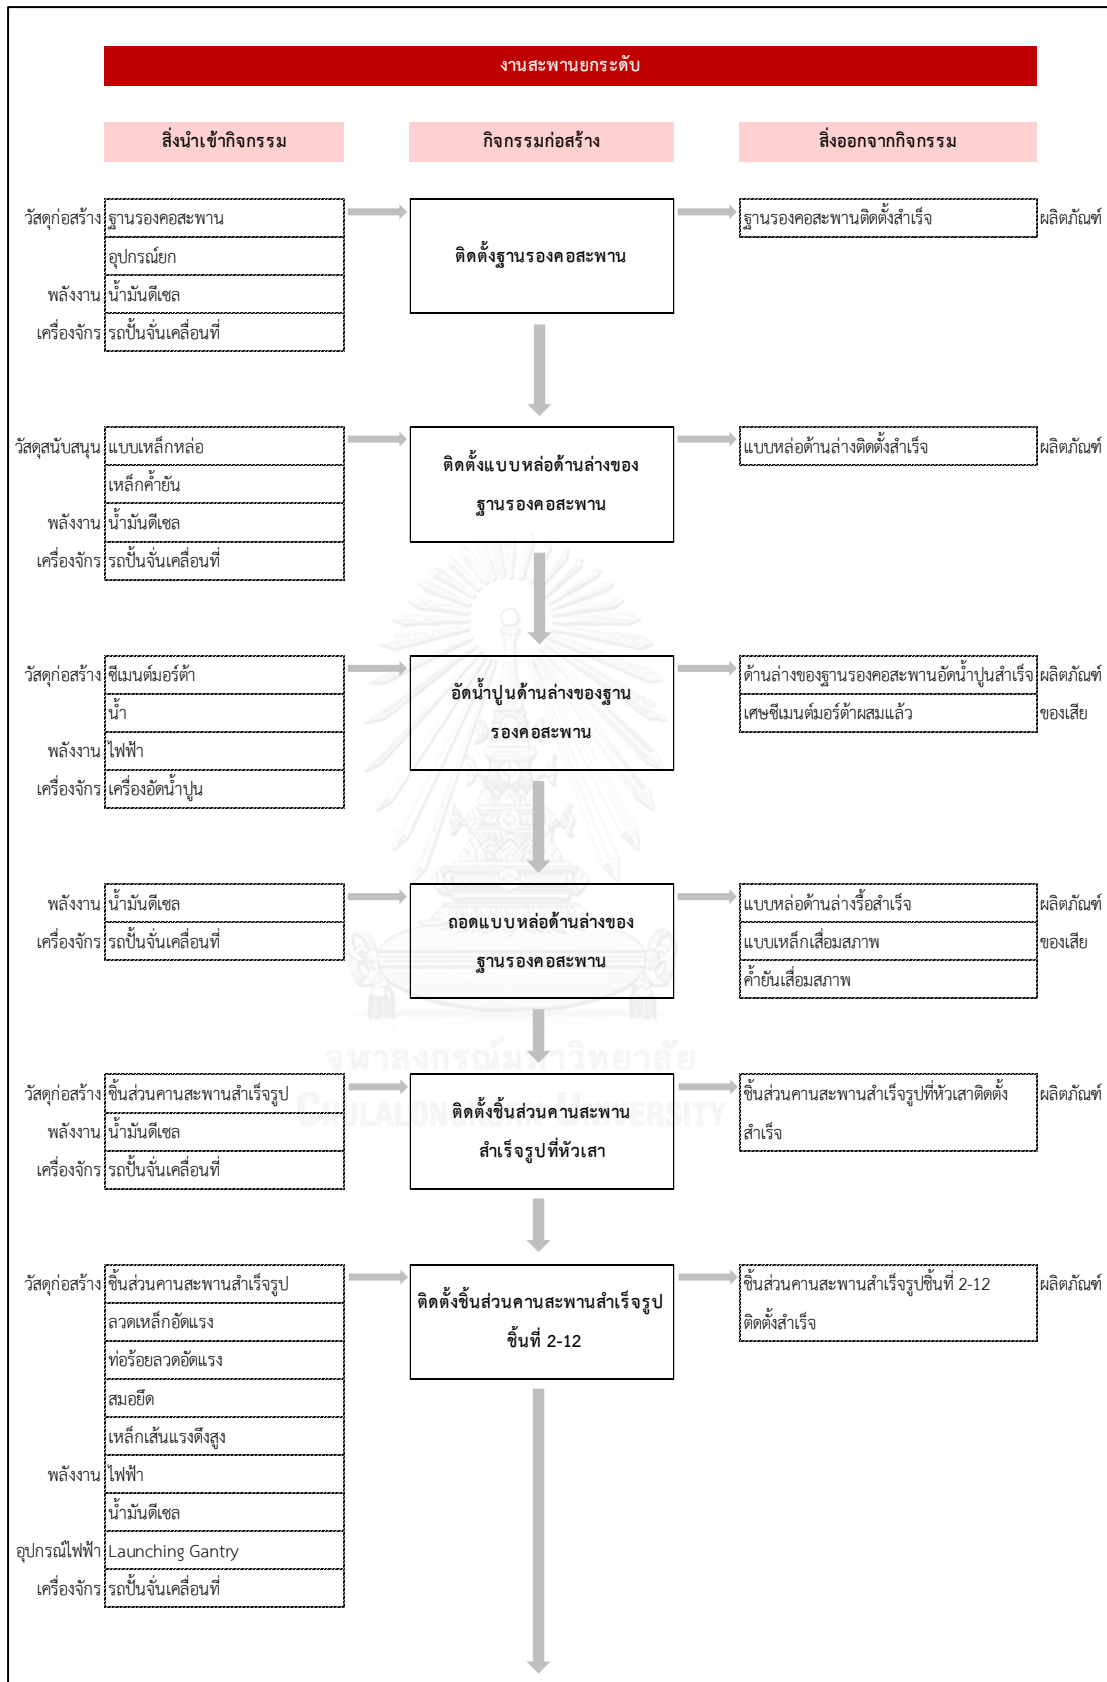 งานสะพานยกระดับ
สิ่งนำเข้ากิจกรรม กิจกรรมก่อสร้าง สิ่งออกจากกิจกรรม
วัสดุก่อสร้าง ฐานรองคอสะพาน
อุปกรณ์ยก
พลังงาน น้ำมันดีเซล
เครื่องจักร รถปั้นจั่นเคลื่อนที่
ติดตั้งฐานรองคอสะพาน
ฐานรองคอสะพานติดตั้งสำเร็จ ผลิตภัณฑ์
วัสดุสนับสนุน แบบเหล็กหล่อ
เหล็กค้ำยัน
พลังงาน น้ำมันดีเซล
เครื่องจักร รถปั้นจั่นเคลื่อนที่
ติดตั้งแบบหล่อด้านล่างของ
ฐานรองคอสะพาน
แบบหล่อด้านล่างติดตั้งสำเร็จ ผลิตภัณฑ์
วัสดุก่อสร้าง ซีเมนต์มอร์ต้า
น้ำ
พลังงาน ไฟฟ้า
เครื่องจักร เครื่องอัดน้ำปูน
อัดน้ำปูนด้านล่างของฐาน
รองคอสะพาน
ด้านล่างของฐานรองคอสะพานอัดน้ำปูนสำเร็จ ผลิตภัณฑ์
เศษซีเมนต์มอร์ต้าผสมแล้ว ของเสีย
พลังงาน น้ำมันดีเซล
เครื่องจักร รถปั้นจั่นเคลื่อนที่
ถอดแบบหล่อด้านล่างของ
ฐานรองคอสะพาน
แบบหล่อด้านล่างรื้อสำเร็จ ผลิตภัณฑ์
แบบเหล็กเสื่อมสภาพ ของเสีย
ค้ำยันเสื่อมสภาพ
จุฬาลงกรณ์มหาวิทยาลัย
CHULALONGKORN UNIVERSITY
วัสดุก่อสร้าง ชิ้นส่วนคานสะพานสำเร็จรูป
พลังงาน น้ำมันดีเซล
เครื่องจักร รถปั้นจั่นเคลื่อนที่
ติดตั้งชิ้นส่วนคานสะพาน
สำเร็จรูปที่หัวเสา
ชิ้นส่วนคานสะพานสำเร็จรูปที่หัวเสาติดตั้ง ผลิตภัณฑ์
สำเร็จ
วัสดุก่อสร้าง ชิ้นส่วนคานสะพานสำเร็จรูป
ลวดเหล็กอัดแรง
ท่อร้อยลวดอัดแรง
สมอยึด
เหล็กเส้นแรงดึงสูง
พลังงาน ไฟฟ้า
น้ำมันดีเซล
อุปกรณ์ไฟฟ้า Launching Gantry
เครื่องจักร รถปั้นจั่นเคลื่อนที่
ติดตั้งชิ้นส่วนคานสะพานสำเร็จรูป
ชิ้นที่ 2-12
ชิ้นส่วนคานสะพานสำเร็จรูปชิ้นที่ 2-12 ผลิตภัณฑ์
ติดตั้งสำเร็จ